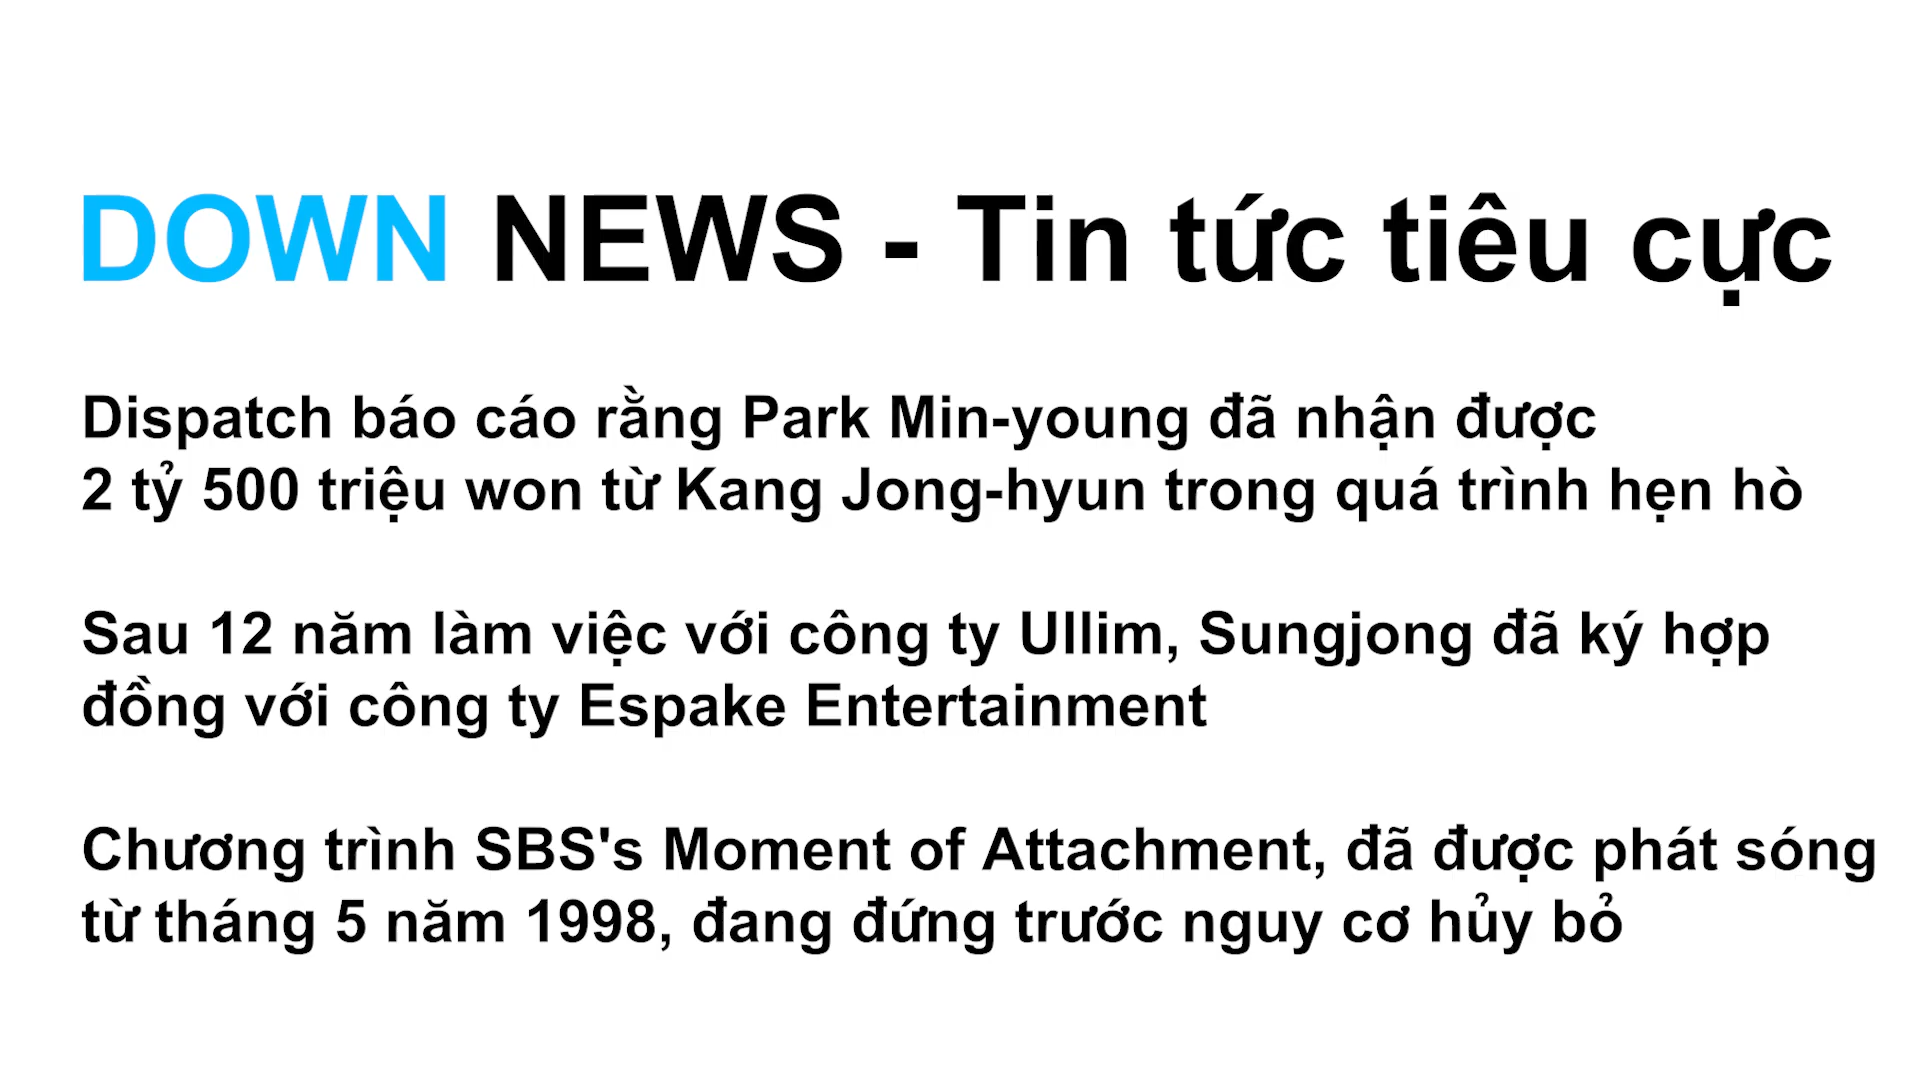 DOWN NEWS - Tin tức tiêu cực
Dispatch báo cáo rằng Park Min-young đã nhận được
2 tỷ 500 triệu won từ Kang Jong-hyun trong quá trình hẹn hò
Sau 12 năm làm việc với công ty Ullim, Sungjong đã ký hợp
đồng với công ty Espake Entertainment
Chương trình SBS's Moment of Attachment, đã được phát sóng
từ tháng 5 năm 1998, đang đứng trước nguy cơ hủy bỏ